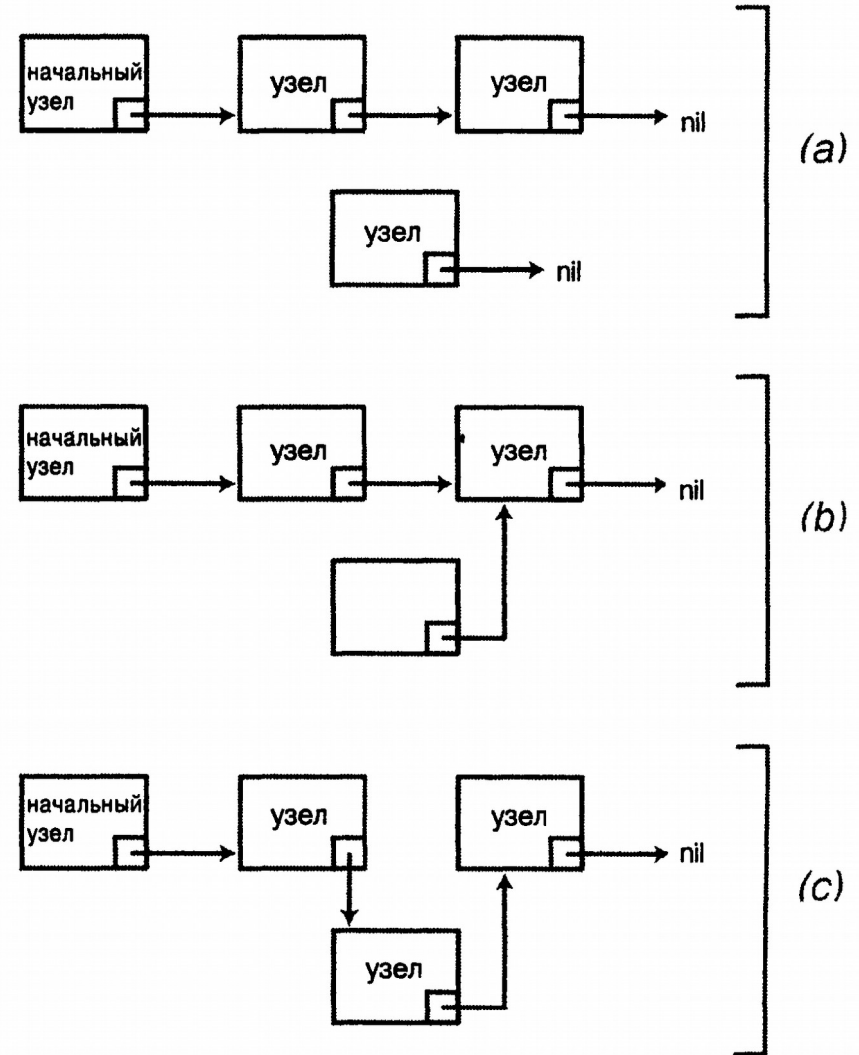 начальный
узел
узел
узел
nil
(a)
узел
nil
начальный
узел
узел
узел
nil
(b)
начальный
узел
узел
узел
nil
(c)
узел